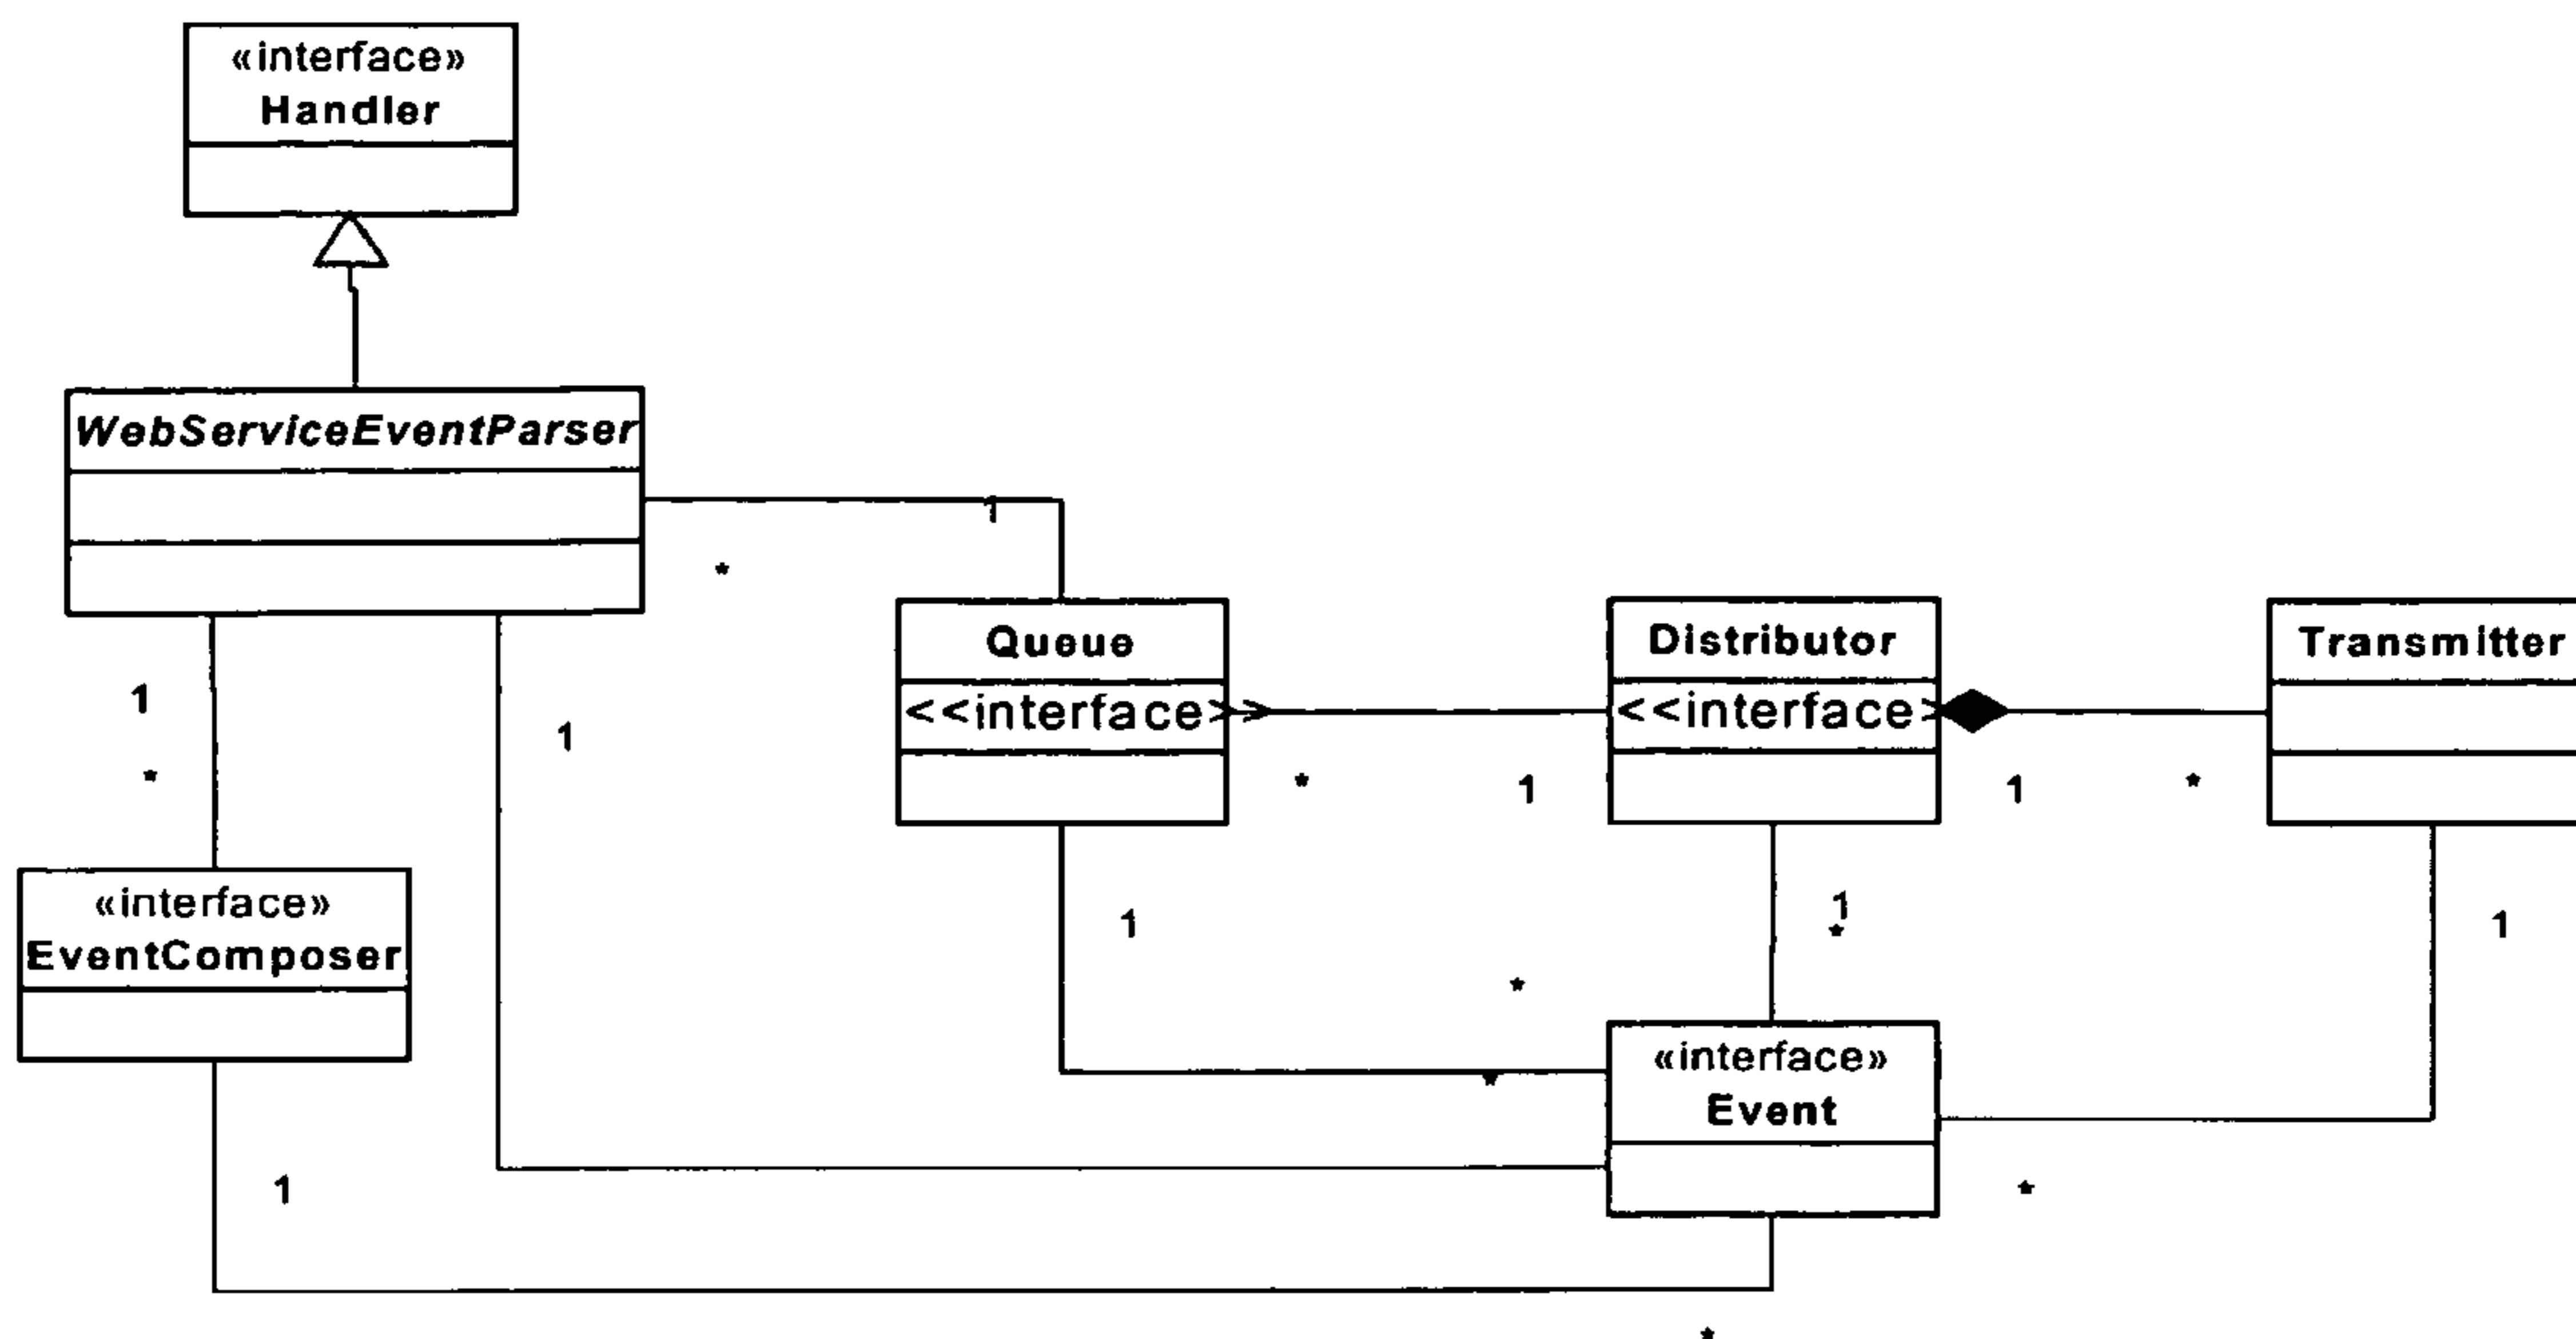 «interface»
Handler
WebServiceEventParser
1
*
Queue
<<interface>
Distributor
<<interface>
Transmitter
1
*
1
*
1
1
*
«interface»
EventComposer
1
1
*
1
*
«interface»
Event
*
1
*
*